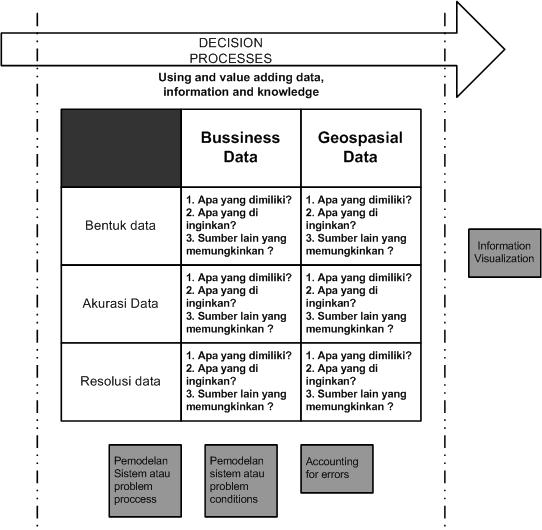 DECISION
PROCESSES
Using and value adding data,
information and knowledge
Bussiness
Data
Geospasial
Data
Bentuk data
1. Apa yang dimiliki?
2. Apa yang di
inginkan?
3. Sumber lain yang
memungkinkan ?
1. Apa yang dimiliki?
2. Apa yang di
inginkan?
3. Sumber lain yang
memungkinkan ?
Akurasi Data
1. Apa yang dimiliki?
2. Apa yang di
inginkan?
3. Sumber lain yang
memungkinkan ?
1. Apa yang dimiliki?
2. Apa yang di
inginkan?
3. Sumber lain yang
memungkinkan ?
Resolusi data
1. Apa yang dimiliki?
2. Apa yang di
inginkan?
3. Sumber lain yang
memungkinkan ?
1. Apa yang dimiliki?
2. Apa yang di
inginkan?
3. Sumber lain yang
memungkinkan ?
Information
Visualization
Pemodelan
Sistem atau
problem
proccess
Pemodelan
sistem atau
problem
conditions
Accounting
for errors